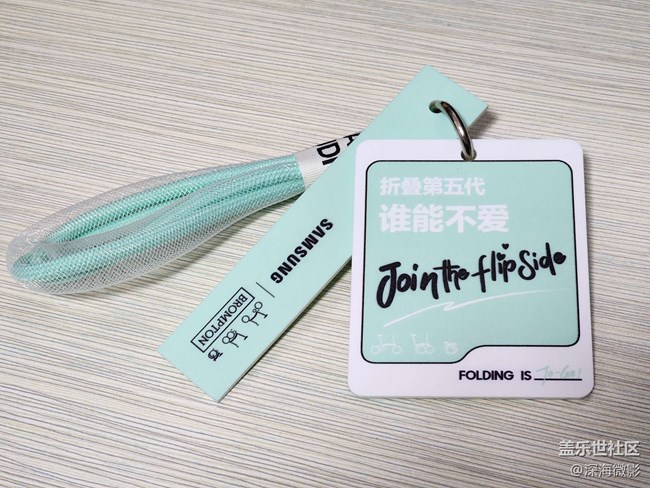 SAMSUNG
BROMPTON
折叠第五代
谁能不爱
Join the flip side
FOLDING IS
盖乐世社区
@深海微影